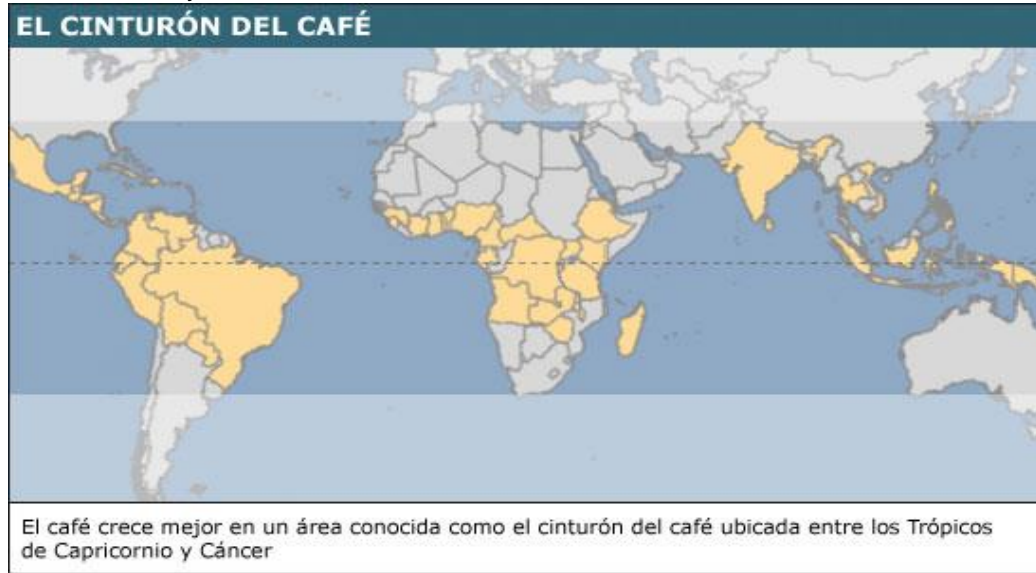 EL CINTURÓN DEL CAFÉ
El café crece mejor en un área conocida como el cinturón del café ubicada entre los Trópicos
de Capricornio y Cáncer